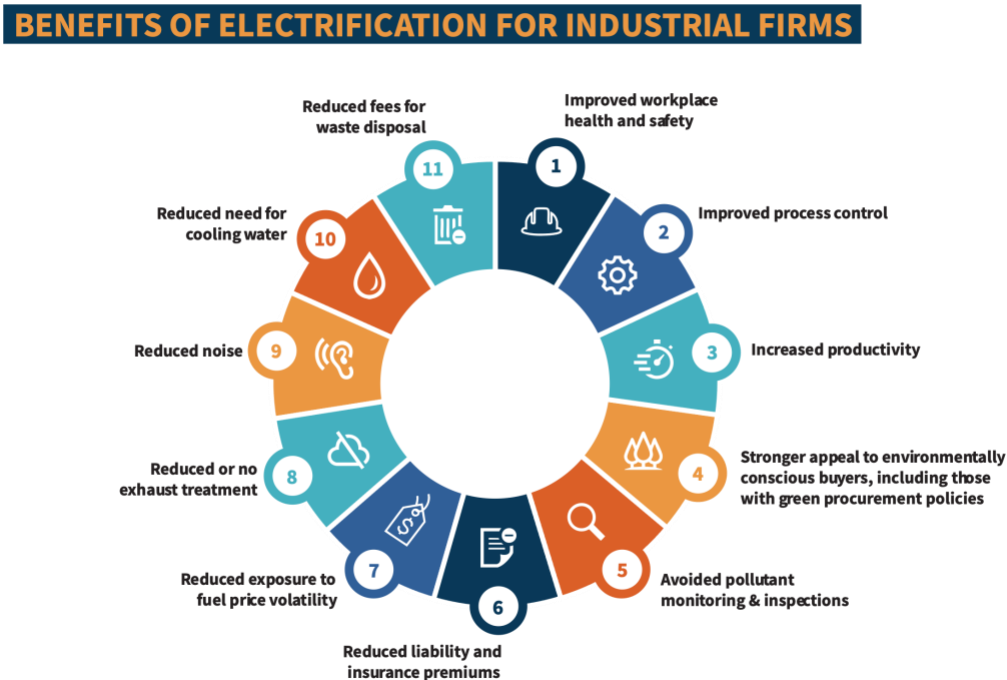 BENEFITS OF ELECTRIFICATION FOR INDUSTRIAL FIRMS
1
Improved workplace
health and safety
2
Improved process control
3
Increased productivity
4
Stronger appeal to environmentally
conscious buyers, including those
with green procurement policies
5
Avoided pollutant
monitoring & inspections
6
Reduced liability and
insurance premiums
7
Reduced exposure to
fuel price volatility
$
8
Reduced or no
exhaust treatment
9
Reduced noise
10
Reduced need for
cooling water
11
Reduced fees for
waste disposal